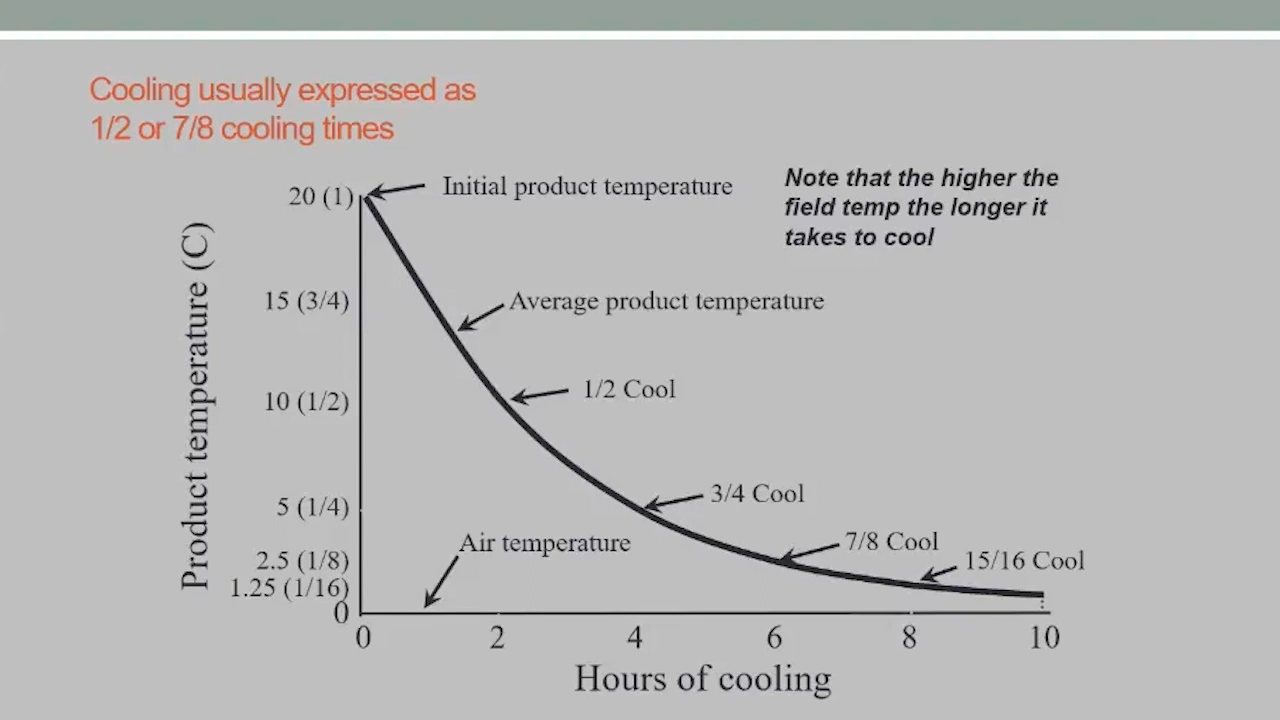 Cooling usually expressed as
1/2 or 7/8 cooling times
Note that the higher the
field temp the longer it
takes to cool
20 (1)
Initial product temperature
15 (3/4)
Average product temperature
10 (1/2)
1/2 Cool
5 (1/4)
3/4 Cool
Air temperature
7/8 Cool
2.5 (1/8)
15/16 Cool
1.25 (1/16)
0
Product temperature (C)
0 2 4 6 8 10
Hours of cooling